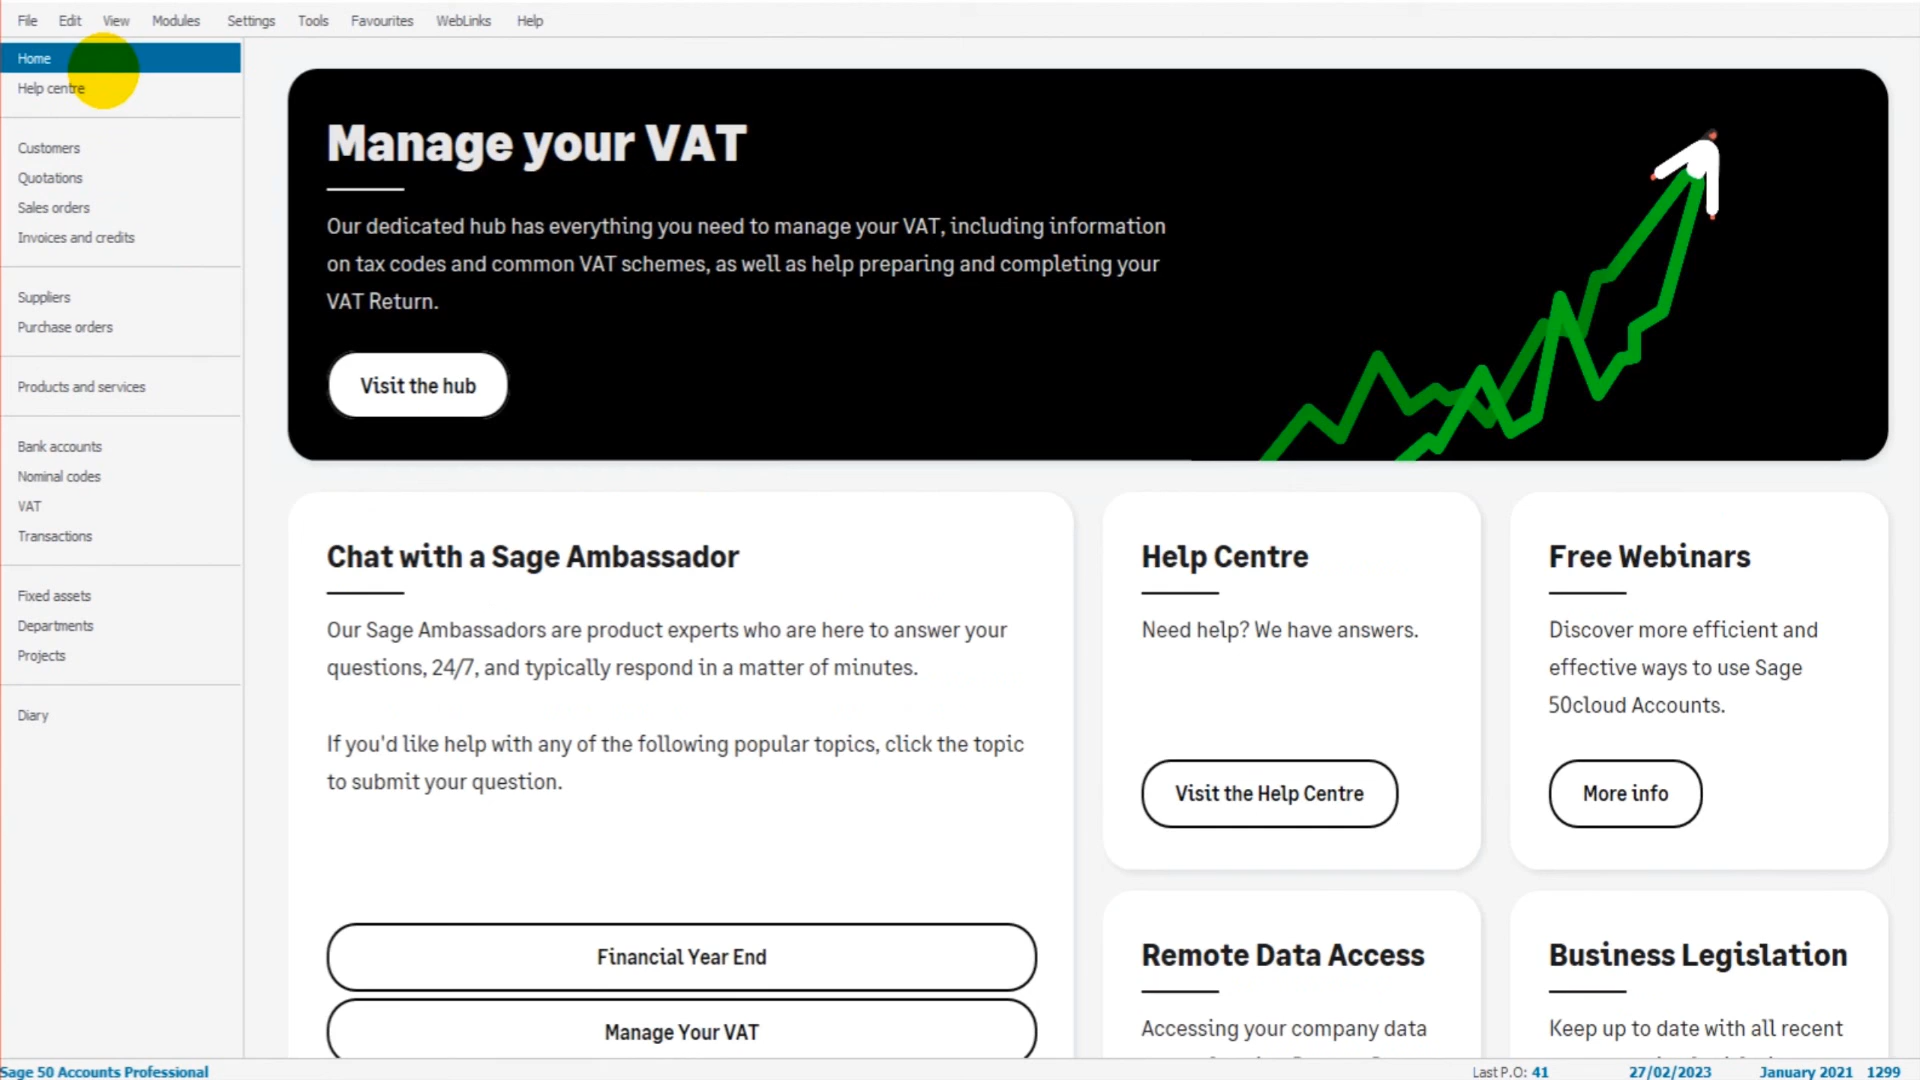 File Edit View Modules Settings Tools Favourites WebLinks Help
Home
Help centre
Customers
Quotations
Sales orders
Invoices and credits
Suppliers
Purchase orders
Products and services
Bank accounts
Nominal codes
VAT
Transactions
Fixed assets
Departments
Projects
Diary
Manage your VAT
Our dedicated hub has everything you need to manage your VAT, including information
on tax codes and common VAT schemes, as well as help preparing and completing your
VAT Return.
Visit the hub
Chat with a Sage Ambassador
Our Sage Ambassadors are product experts who are here to answer your
questions, 24/7, and typically respond in a matter of minutes.
If you'd like help with any of the following popular topics, click the topic
to submit your question.
Financial Year End
Manage Your VAT
Help Centre
Need help? We have answers.
Visit the Help Centre
Free Webinars
Discover more efficient and
effective ways to use Sage
50cloud Accounts.
More info
Remote Data Access
Accessing your company data
Business Legislation
Keep up to date with all recent
Sage 50 Accounts Professional
Last P.O: 41
27/02/2023
January 2021
1299